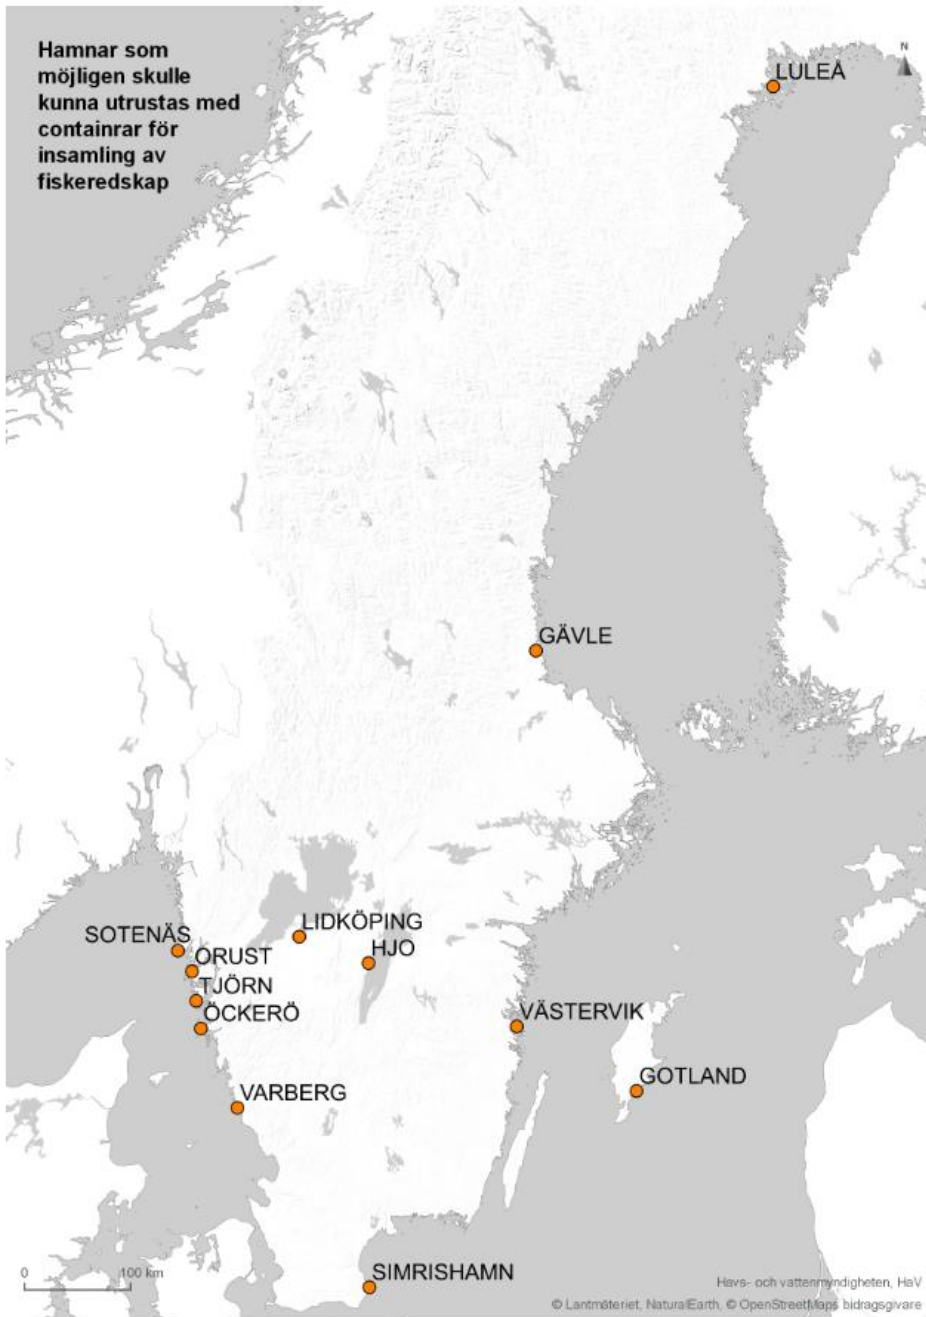 Hamnar som
möjligen skulle
kunna utrustas med
containrar för
insamling av
fiskeredskap
N
LULEÅ
GÄVLE
LIDKÖPING
SOTENÄS
HJO
ORUST
TJÖRN
ÖCKERÖ
VÄSTERVIK
GOTLAND
VARBERG
SIMRISHAMN
0 100 km
Havs- och vattenmyndigheten, HaV
© Lantmäteriet, NaturalEarth, © OpenStreetMaps bidragsgivare